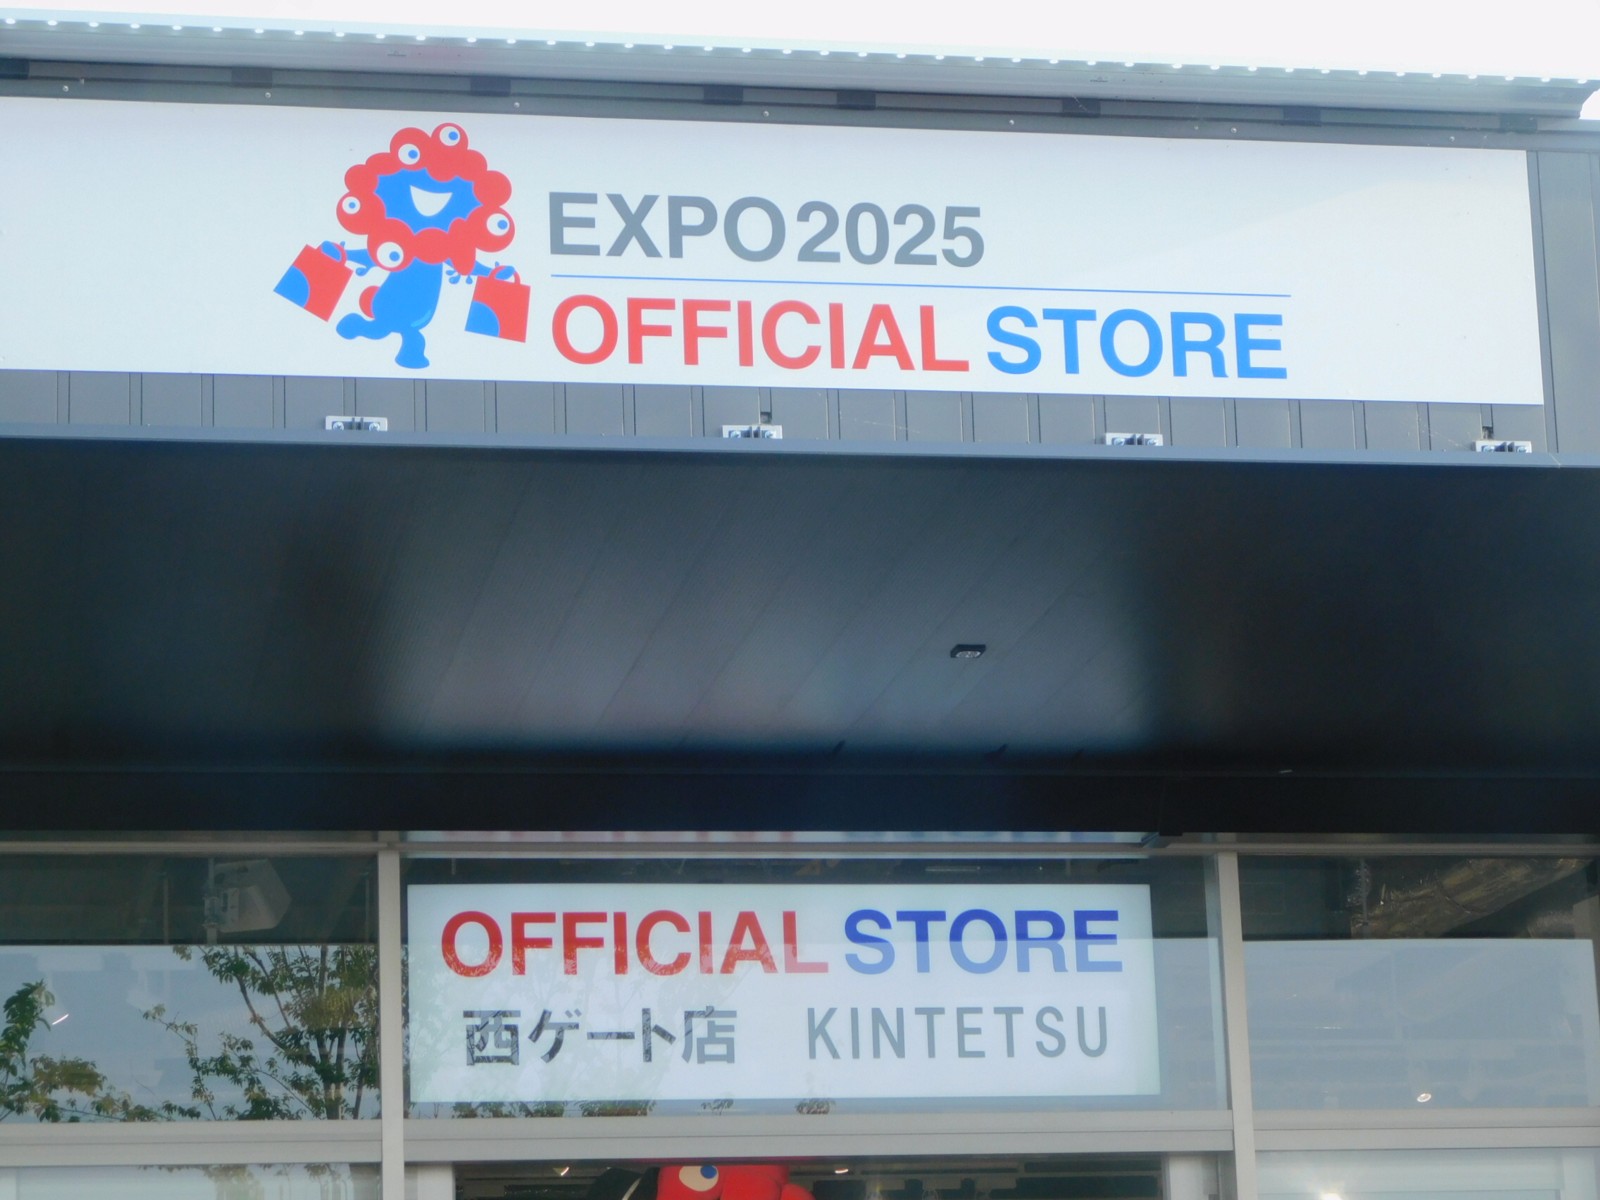 EXPO2025
OFFICIAL STORE
OFFICIAL STORE
西ゲート店 KINTETSU